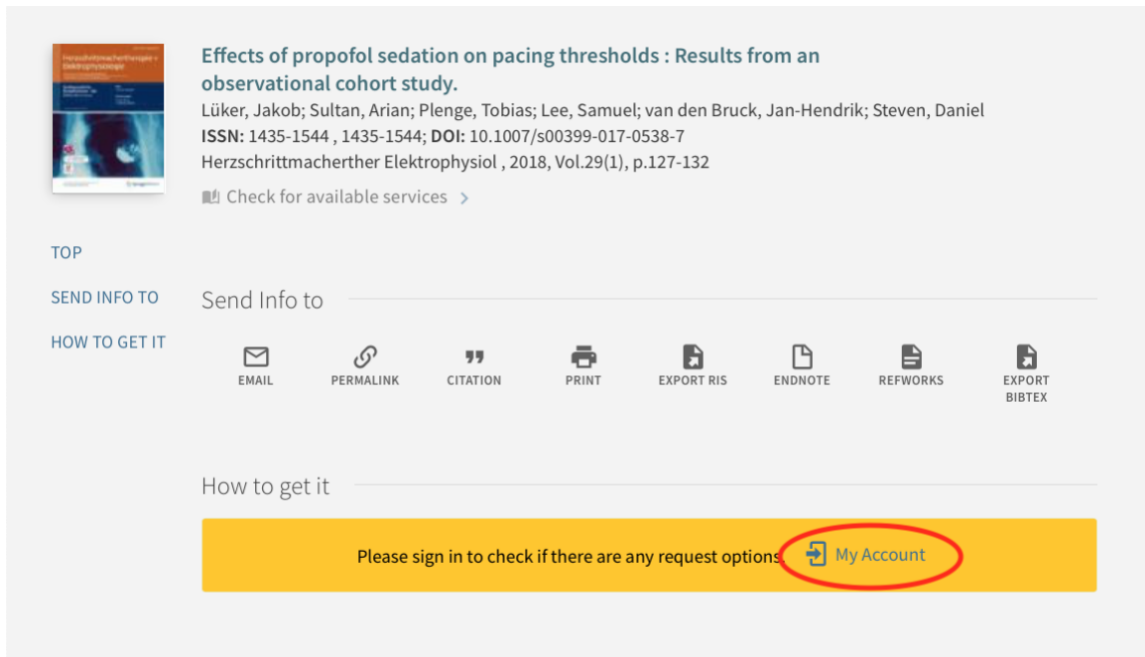 Herzschrittmachertherapie +
Elektrophysiologie
Effects of propofol sedation on pacing thresholds : Results from an
observational cohort study.
Lüker, Jakob; Sultan, Arian; Plenge, Tobias; Lee, Samuel; van den Bruck, Jan-Hendrik; Steven, Daniel
ISSN: 1435-1544 , 1435-1544; DOI: 10.1007/s00399-017-0538-7
Herzschrittmacherther Elektrophysiol , 2018, Vol.29(1), p.127-132
Check for available services
TOP
SEND INFO TO
HOW TO GET IT
Send Info to
EMAIL
PERMALINK
CITATION
PRINT
EXPORT RIS
ENDNOTE
REFWORKS
EXPORT
BIBTEX
How to get it
Please sign in to check if there are any request options
My Account